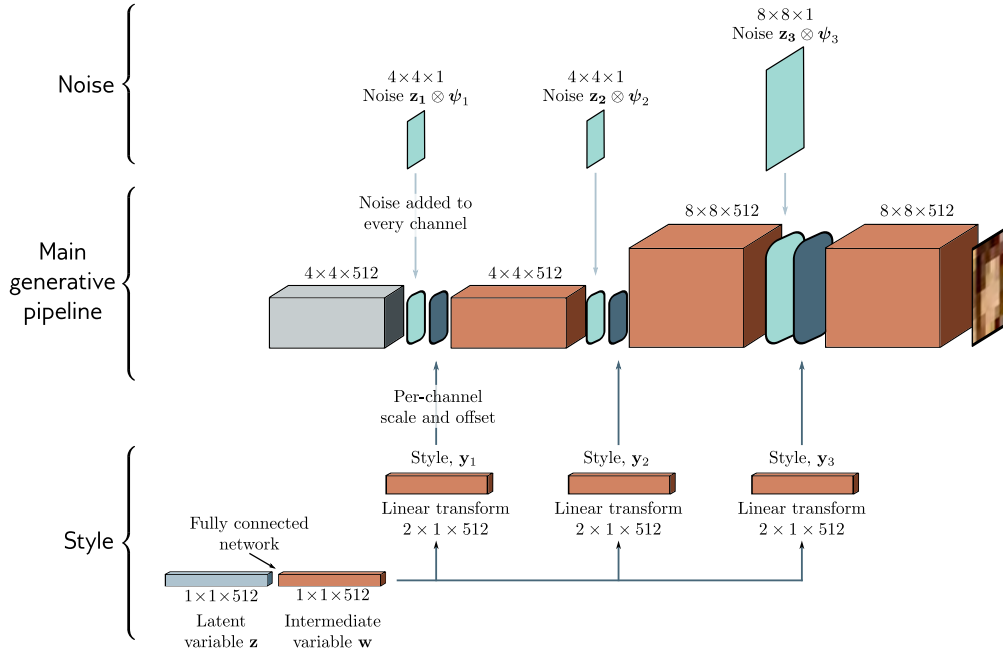 Noise
4×4×1
Noise z₁ ⊗ ψ₁
4×4×1
Noise z₂ ⊗ ψ₂
8×8×1
Noise z₃ ⊗ ψ₃
Main
generative
pipeline
Noise added to
every channel
4×4×512
4×4×512
8×8×512
8×8×512
Per-channel
scale and offset
Style
Style, y₁
Linear transform
2 × 1 × 512
Style, y₂
Linear transform
2 × 1 × 512
Style, y₃
Linear transform
2 × 1 × 512
Fully connected
network
1×1×512
Latent
variable z
1×1×512
Intermediate
variable w